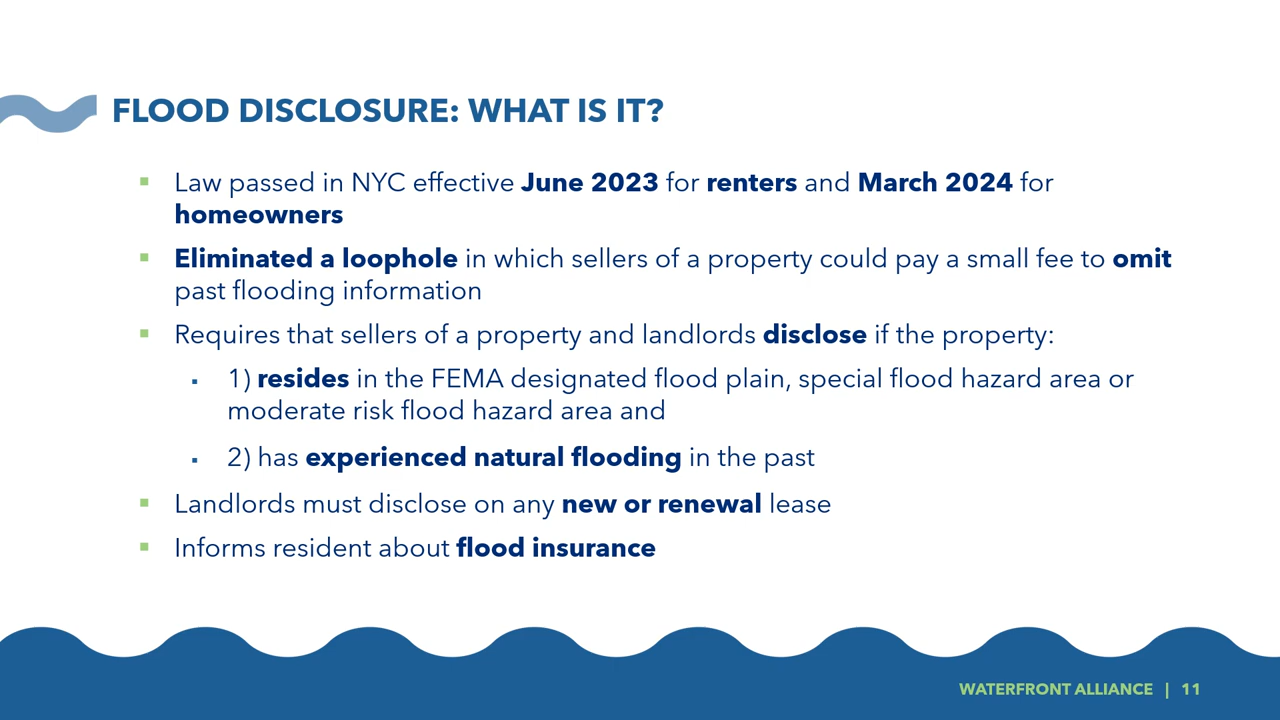 FLOOD DISCLOSURE: WHAT IS IT?
Law passed in NYC effective June 2023 for renters and March 2024 for
homeowners
Eliminated a loophole in which sellers of a property could pay a small fee to omit
past flooding information
Requires that sellers of a property and landlords disclose if the property:
1) resides in the FEMA designated flood plain, special flood hazard area or
moderate risk flood hazard area and
2) has experienced natural flooding in the past
Landlords must disclose on any new or renewal lease
Informs resident about flood insurance
WATERFRONT ALLIANCE | 11